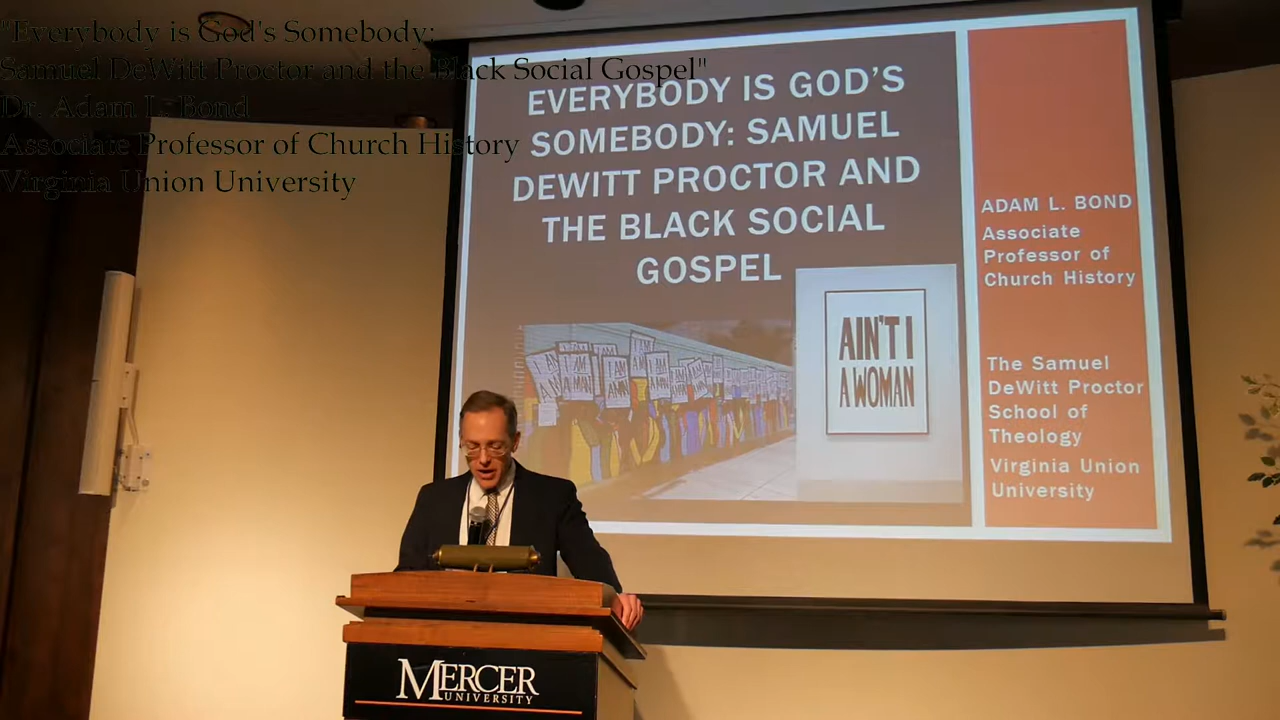 "Everybody is God's Somebody:
Samuel DeWitt Proctor and the Black Social Gospel"
Dr. Adam L. Bond
Associate Professor of Church History
Virginia Union University
EVERYBODY IS GOD'S
SOMEBODY: SAMUEL
DEWITT PROCTOR AND
THE BLACK SOCIAL
GOSPEL
ADAM L. BOND
Associate
Professor of
Church History
The Samuel
DeWitt Proctor
School of
Theology
Virginia Union
University
AIN'T I
A WOMAN
I AM
A MAN
MERCER
UNIVERSITY